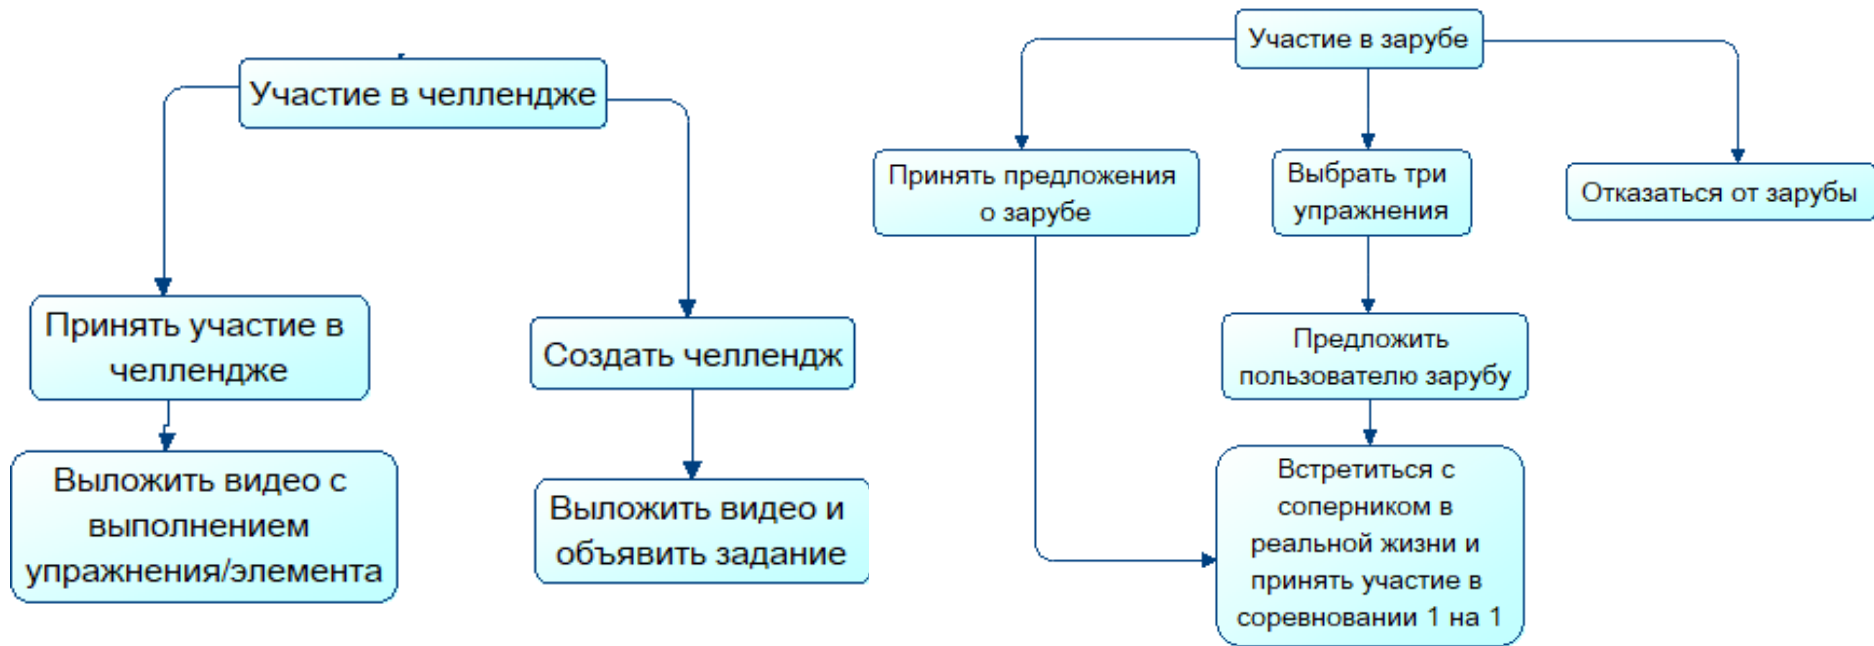 Участие в челлендже
Принять участие в
челлендже
Создать челлендж
Выложить видео с
выполнением
упражнения/элемента
Выложить видео и
объявить задание
Участие в зарубе
Принять предложения
о зарубе
Выбрать три
упражнения
Отказаться от зарубы
Предложить
пользователю зарубу
Встретиться с
соперником в
реальной жизни и
принять участие в
соревновании 1 на 1